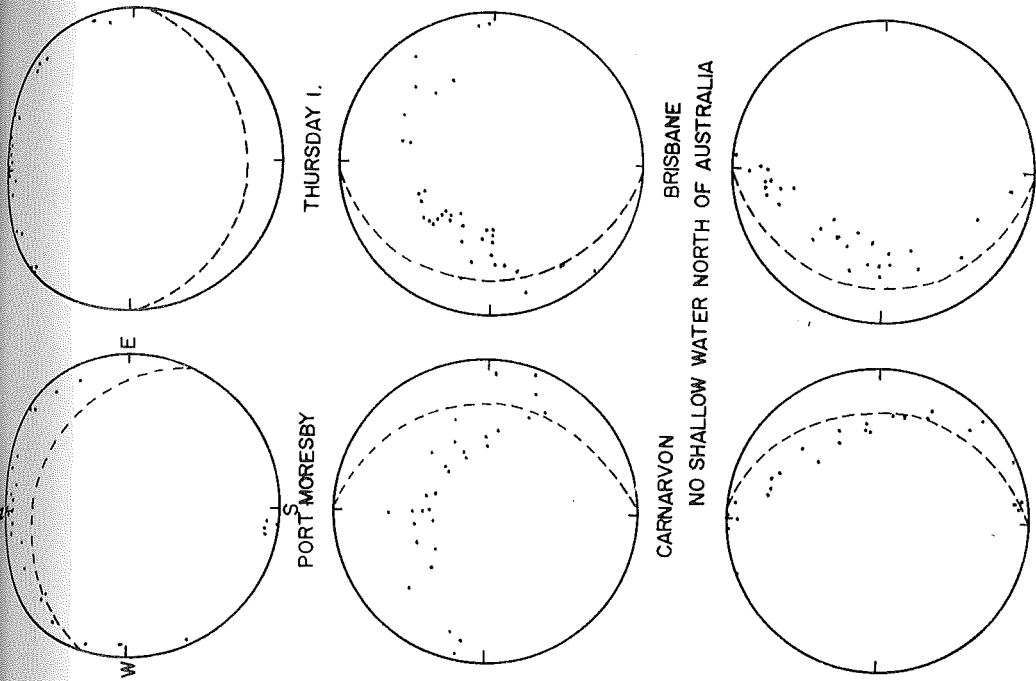 W
E
S
PORT MORESBY
THURSDAY I.
CARNARVON
BRISBANE
NO SHALLOW WATER NORTH OF AUSTRALIA